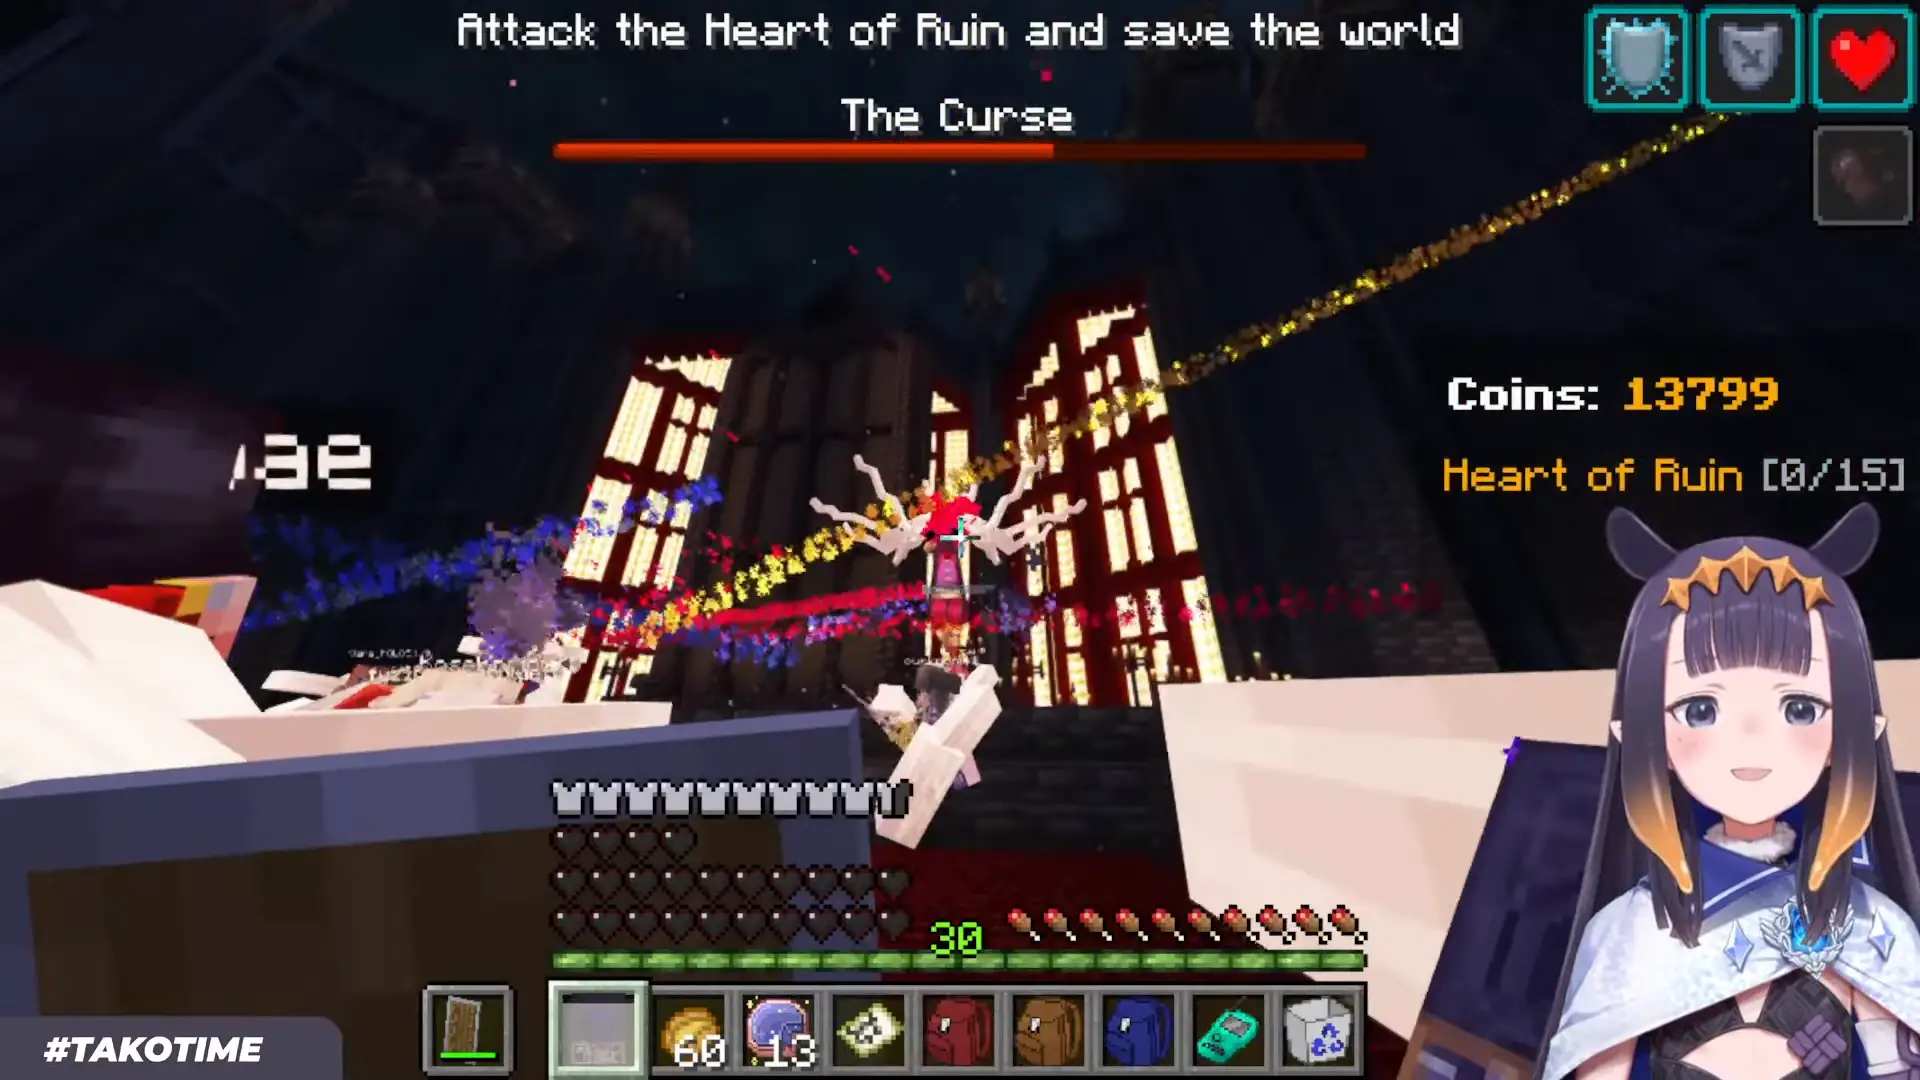 Attack the Heart of Ruin and save the world
The Curse
Coins: 13799
Heart of Ruin [0/15]
ae
30
60
13
#TAKOTIME